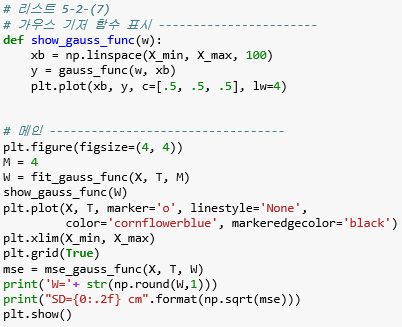 # 리스트 5-2-(7)
# 가우스 기저 함수 표시 -----------------------
def show_gauss_func(w):
    xb = np.linspace(X_min, X_max, 100)
    y = gauss_func(w, xb)
    plt.plot(xb, y, c=[.5, .5, .5], lw=4)
# 메인 ----------------------------------
plt.figure(figsize=(4, 4))
M = 4
W = fit_gauss_func(X, T, M)
show_gauss_func(W)
plt.plot(X, T, marker='o', linestyle='None',
         color='cornflowerblue', markeredgecolor='black')
plt.xlim(X_min, X_max)
plt.grid(True)
mse = mse_gauss_func(X, T, W)
print('W='+ str(np.round(W,1)))
print("SD={0:.2f} cm".format(np.sqrt(mse)))
plt.show()